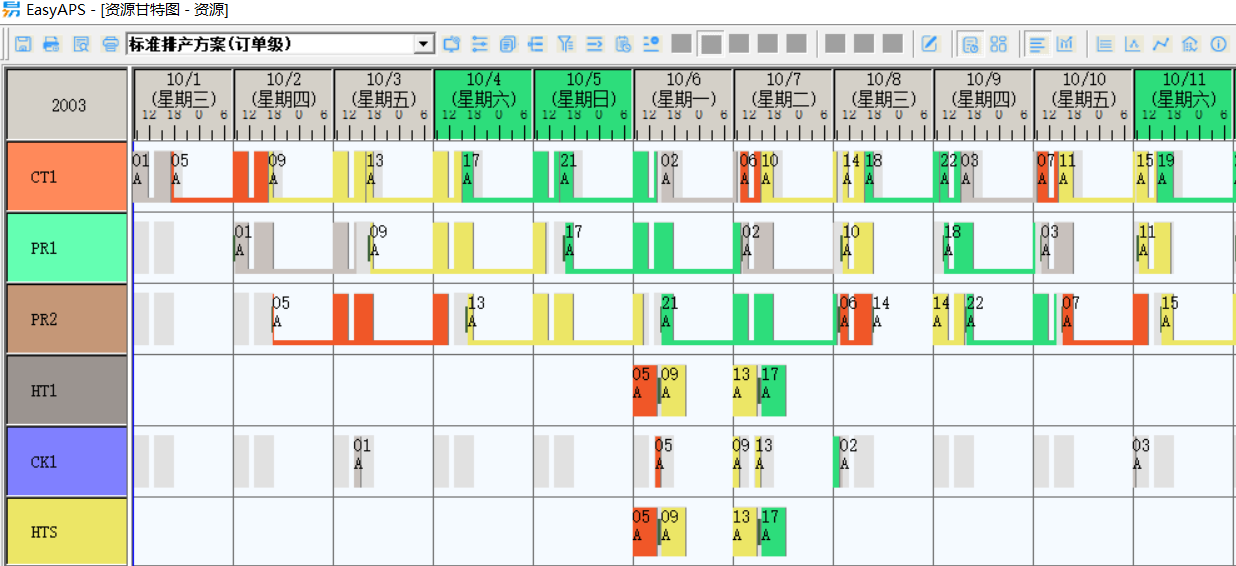 EasyAPS - [资源甘特图 - 资源]
标准排产方案(订单级)
2003
10/1 10/2 10/3 10/4 10/5 10/6 10/7 10/8 10/9 10/10 10/11
(星期三) (星期四) (星期五) (星期六) (星期日) (星期一) (星期二) (星期三) (星期四) (星期五) (星期六)
12 18 0 6 12 18 0 6 12 18 0 6 12 18 0 6 12 18 0 6 12 18 0 6 12 18 0 6 12 18 0 6 12 18 0 6 12 18 0 6 12 18 0 6
01 05 09 13 17 21 02 06 10 14 18 22 03 07 11 15 19
CT1
A A A A A A A A A A A A A A A A A
01 09 17 02 10 18 03 11
PR1
A A A A A A A A
05 13 21 06 14 14 22 07 15
PR2
A A A A A A A A A
05 09 13 17
HT1
A A A A
01 05 09 13 02 03
CK1
A A A A A A
05 09 13 17
HTS
A A A A